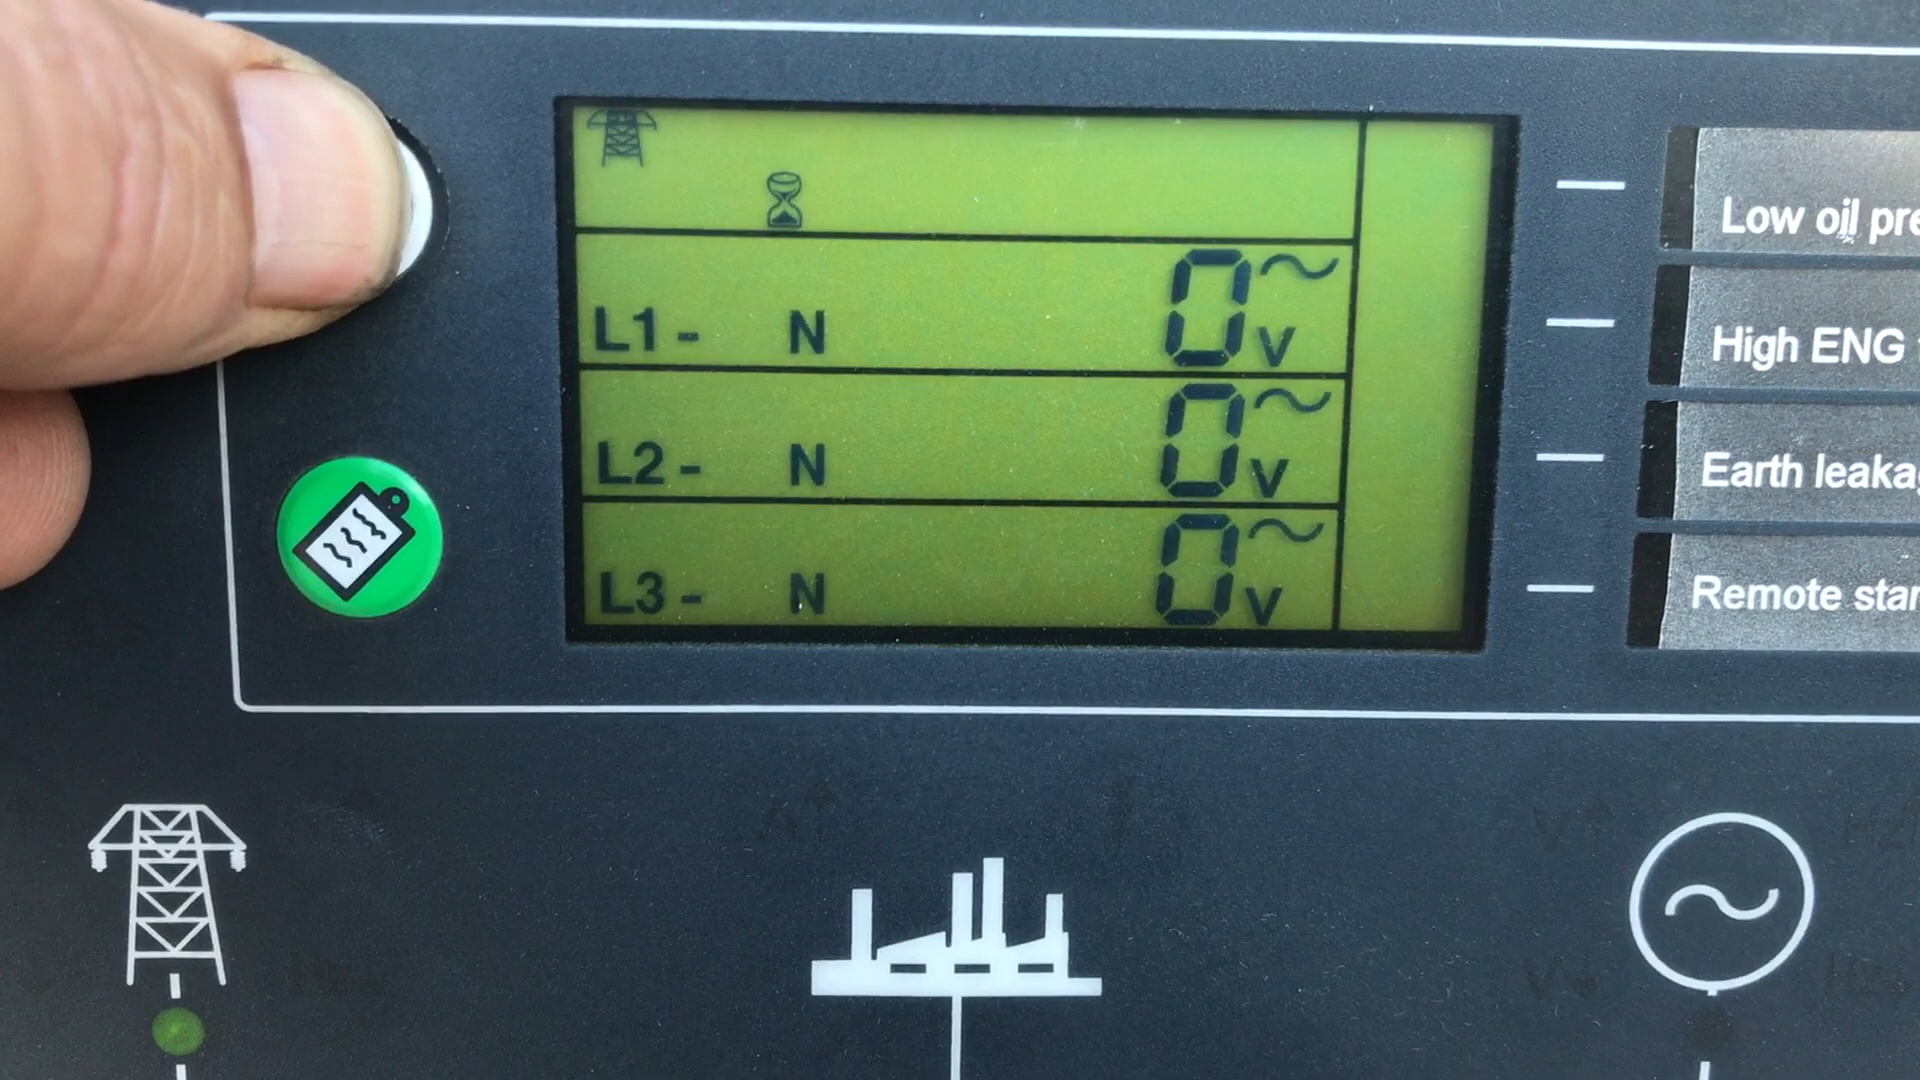 L1 - N 0 V
L2 - N 0 V
L3 - N 0 V
Low oil pre
High ENG
Earth leaka
Remote star